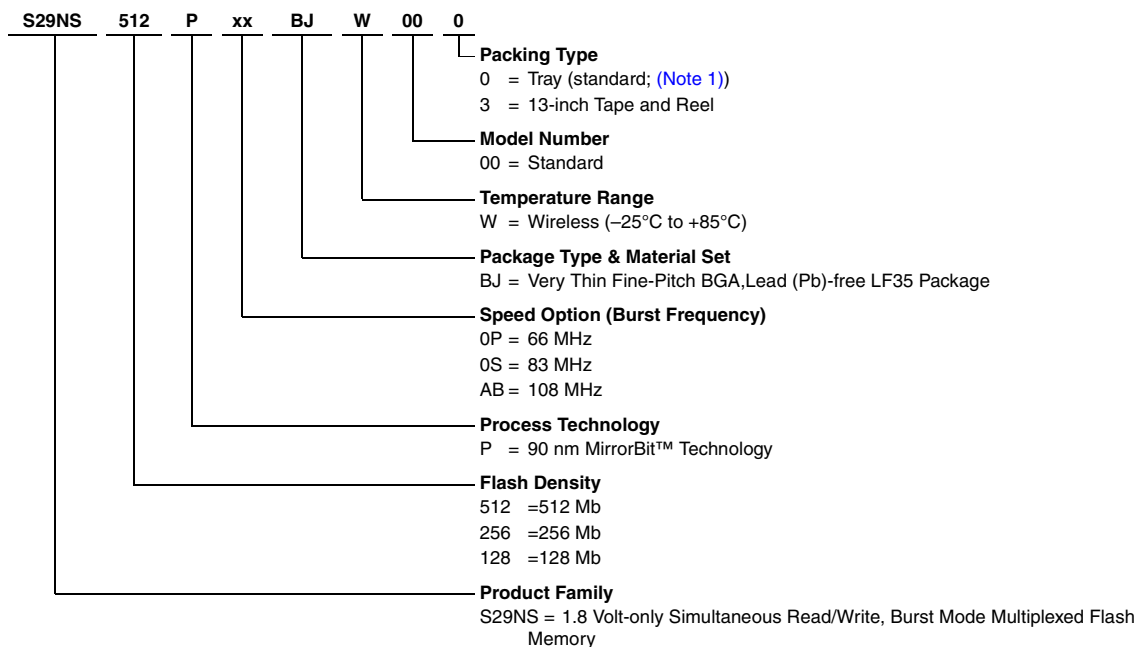 S29NS 512 P xx BJ W 00 0
Packing Type
0 = Tray (standard; (Note 1))
3 = 13-inch Tape and Reel
Model Number
00 = Standard
Temperature Range
W = Wireless (–25°C to +85°C)
Package Type & Material Set
BJ = Very Thin Fine-Pitch BGA,Lead (Pb)-free LF35 Package
Speed Option (Burst Frequency)
0P = 66 MHz
0S = 83 MHz
AB = 108 MHz
Process Technology
P = 90 nm MirrorBit™ Technology
Flash Density
512 =512 Mb
256 =256 Mb
128 =128 Mb
Product Family
S29NS = 1.8 Volt-only Simultaneous Read/Write, Burst Mode Multiplexed Flash
Memory